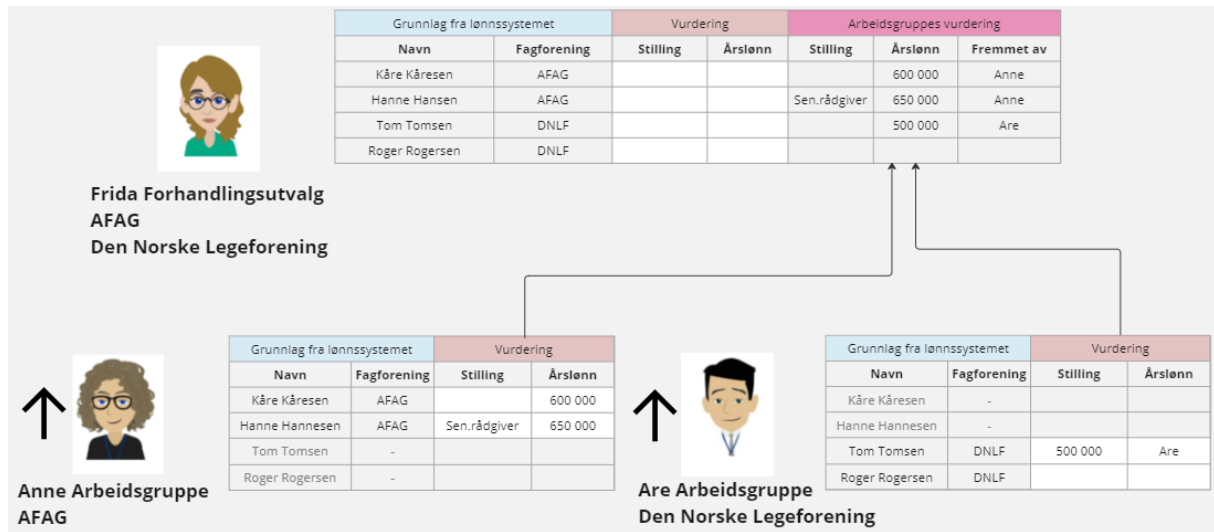 Grunnlag fra lønnssystemet Vurdering Arbeidsgruppes vurdering
Navn Fagforening Stilling Årslønn Stilling Årslønn Fremmet av
Kåre Kåresen AFAG 600 000 Anne
Hanne Hansen AFAG Sen.rådgiver 650 000 Anne
Tom Tomsen DNLF 500 000 Are
Roger Rogersen DNLF
Frida Forhandlingsutvalg
AFAG
Den Norske Legeforening
Grunnlag fra lønnssystemet Vurdering
Navn Fagforening Stilling Årslønn
Kåre Kåresen AFAG 600 000
Hanne Hannesen AFAG Sen.rådgiver 650 000
Tom Tomsen -
Roger Rogersen -
Anne Arbeidsgruppe
AFAG
Grunnlag fra lønnssystemet Vurdering
Navn Fagforening Stilling Årslønn
Kåre Kåresen -
Hanne Hannesen -
Tom Tomsen DNLF 500 000 Are
Roger Rogersen DNLF
Are Arbeidsgruppe
Den Norske Legeforening